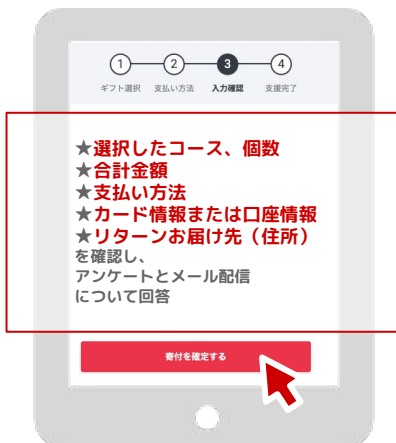 1 2 3 4
ギフト選択 支払い方法 入力確認 支援完了
★選択したコース、個数
★合計金額
★支払い方法
★カード情報または口座情報
★リターンお届け先（住所）
を確認し、
アンケートとメール配信
について回答
寄付を確定する